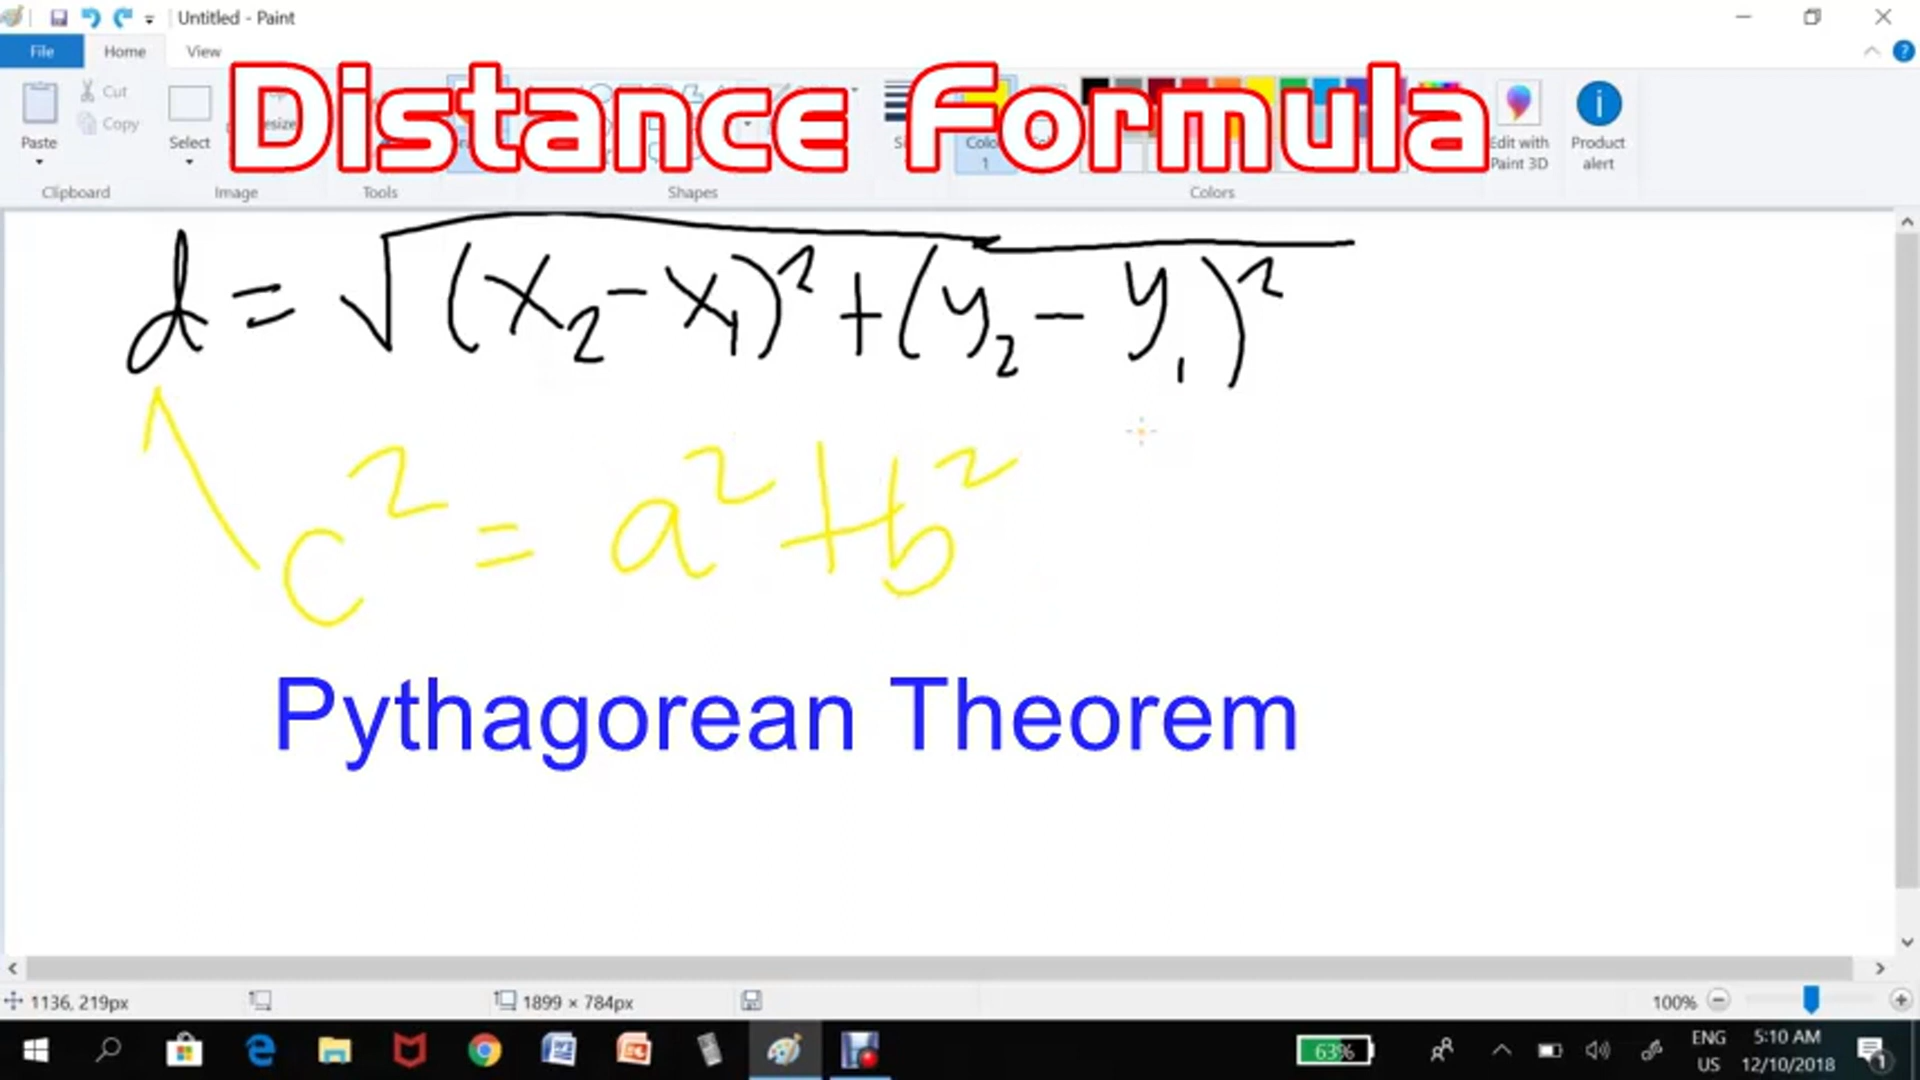 Untitled - Paint
File Home View
Distance Formula
Paste
Cut
Copy
Select
Edit with Paint 3D
Product alert
Clipboard Image Tools Shapes Colors
d = √(x₂ - x₁)² + (y₂ - y₁)²
c² = a² + b²
Pythagorean Theorem
1136, 219px 1899 × 784px 100%
63% ENG US 5:10 AM 12/10/2018 1